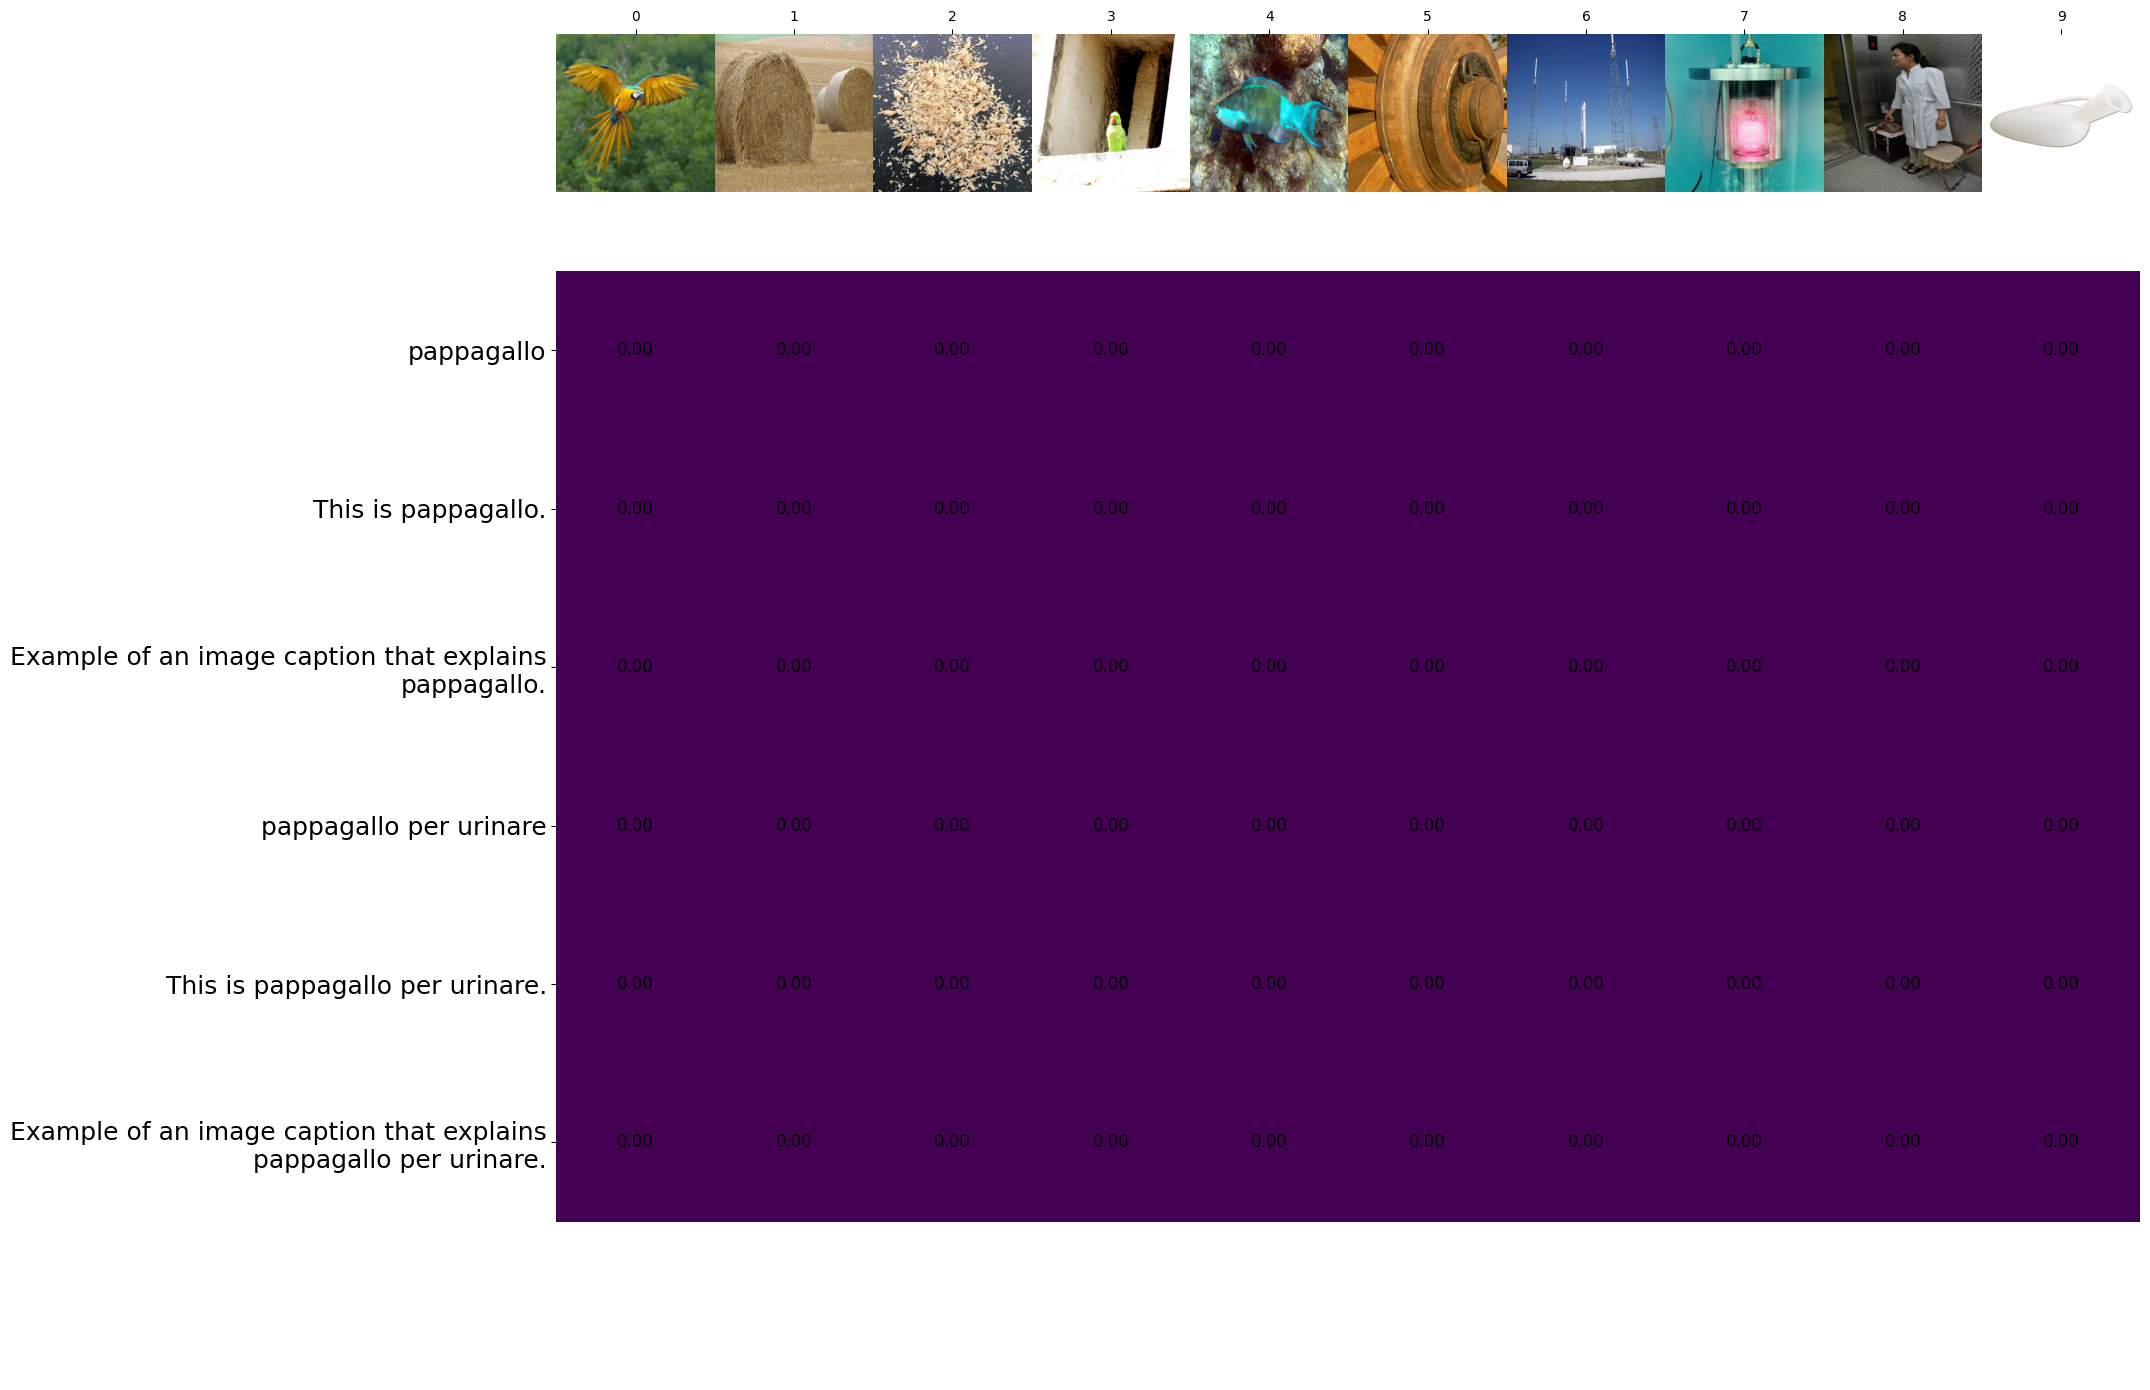 0 1 2 3 4 5 6 7 8 9
pappagallo
0.00 0.00 0.00 0.00 0.00 0.00 0.00 0.00 0.00 0.00
This is pappagallo.
0.00 0.00 0.00 0.00 0.00 0.00 0.00 0.00 0.00 0.00
Example of an image caption that explains
pappagallo.
0.00 0.00 0.00 0.00 0.00 0.00 0.00 0.00 0.00 0.00
pappagallo per urinare
0.00 0.00 0.00 0.00 0.00 0.00 0.00 0.00 0.00 0.00
This is pappagallo per urinare.
0.00 0.00 0.00 0.00 0.00 0.00 0.00 0.00 0.00 0.00
Example of an image caption that explains
pappagallo per urinare.
0.00 0.00 0.00 0.00 0.00 0.00 0.00 0.00 0.00 0.00